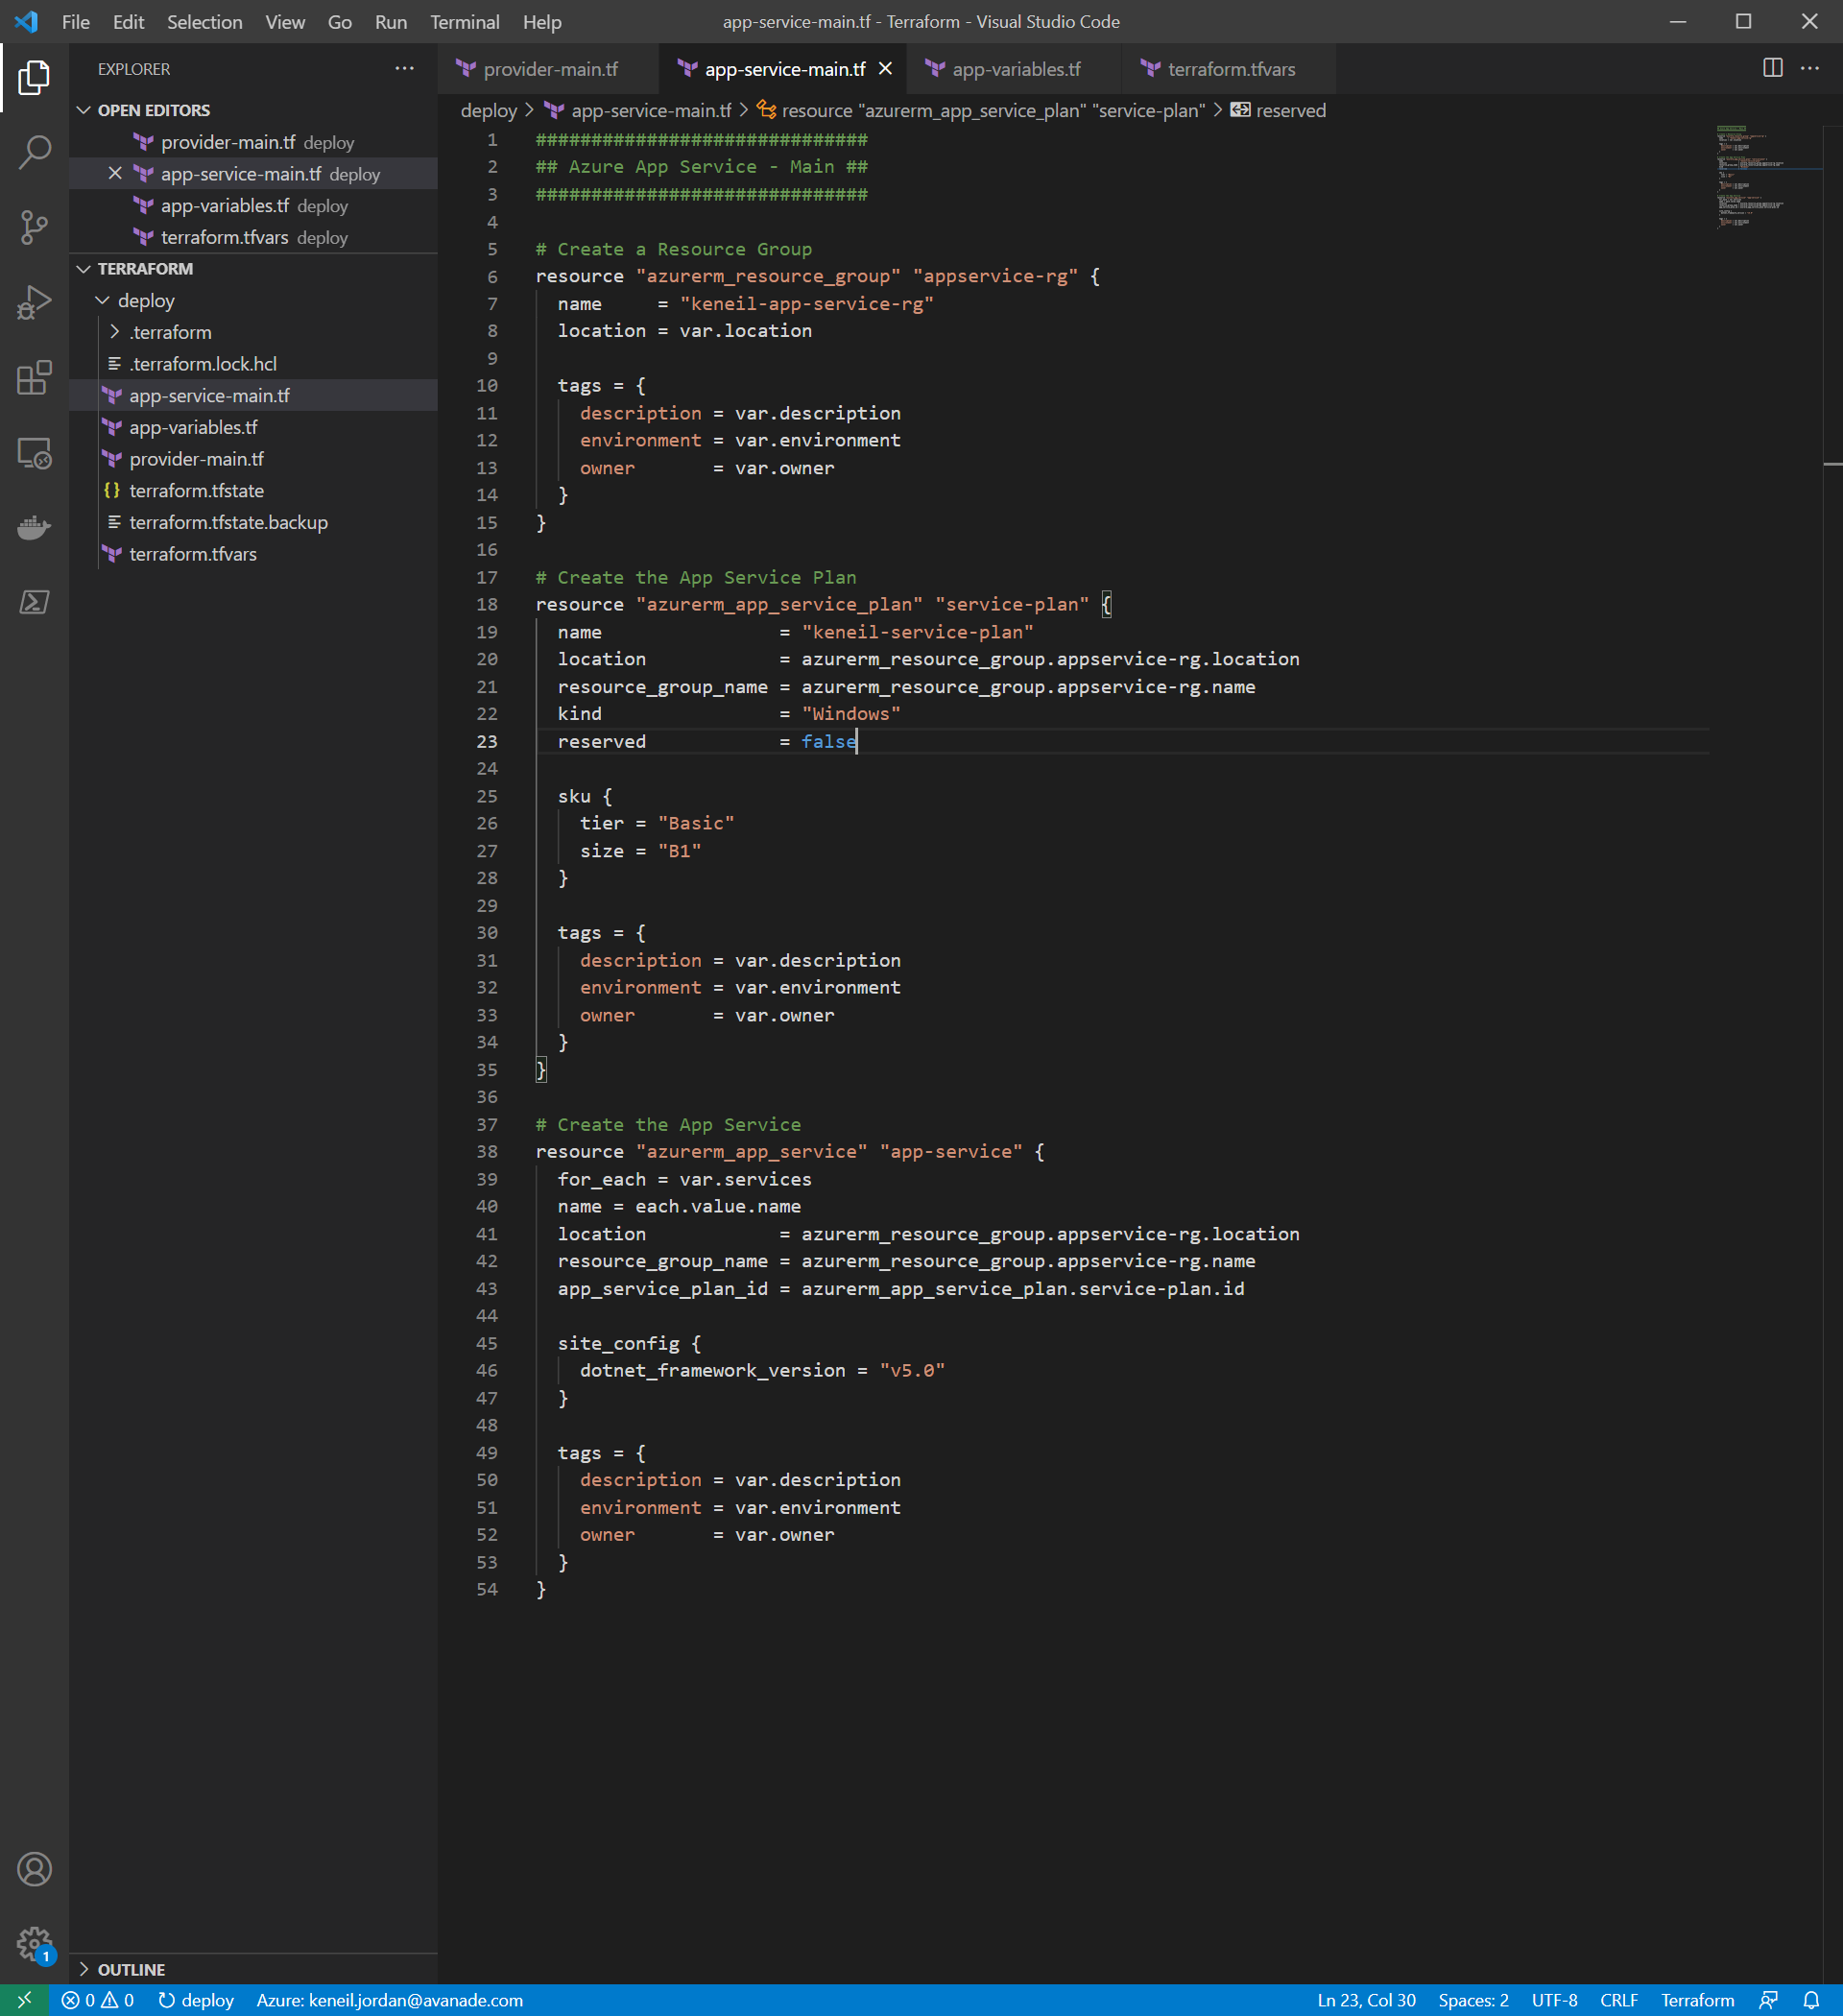 File Edit Selection View Go Run Terminal Help
app-service-main.tf - Terraform - Visual Studio Code
EXPLORER
OPEN EDITORS
provider-main.tf deploy
app-service-main.tf deploy
app-variables.tf deploy
terraform.tfvars deploy
TERRAFORM
deploy
.terraform
.terraform.lock.hcl
app-service-main.tf
app-variables.tf
provider-main.tf
{} terraform.tfstate
terraform.tfstate.backup
terraform.tfvars
OUTLINE
provider-main.tf app-service-main.tf app-variables.tf terraform.tfvars
deploy > app-service-main.tf > resource "azurerm_app_service_plan" "service-plan" > reserved
1 ##############################
2 ## Azure App Service - Main ##
3 ##############################
4
5 # Create a Resource Group
6 resource "azurerm_resource_group" "appservice-rg" {
7   name     = "keneil-app-service-rg"
8   location = var.location
9
10   tags = {
11     description = var.description
12     environment = var.environment
13     owner       = var.owner
14   }
15 }
16
17 # Create the App Service Plan
18 resource "azurerm_app_service_plan" "service-plan" {
19   name                = "keneil-service-plan"
20   location            = azurerm_resource_group.appservice-rg.location
21   resource_group_name = azurerm_resource_group.appservice-rg.name
22   kind                = "Windows"
23   reserved            = false
24
25   sku {
26     tier = "Basic"
27     size = "B1"
28   }
29
30   tags = {
31     description = var.description
32     environment = var.environment
33     owner       = var.owner
34   }
35 }
36
37 # Create the App Service
38 resource "azurerm_app_service" "app-service" {
39   for_each = var.services
40   name = each.value.name
41   location            = azurerm_resource_group.appservice-rg.location
42   resource_group_name = azurerm_resource_group.appservice-rg.name
43   app_service_plan_id = azurerm_app_service_plan.service-plan.id
44
45   site_config {
46     dotnet_framework_version = "v5.0"
47   }
48
49   tags = {
50     description = var.description
51     environment = var.environment
52     owner       = var.owner
53   }
54 }
1
0 0 deploy Azure: keneil.jordan@avanade.com Ln 23, Col 30 Spaces: 2 UTF-8 CRLF Terraform